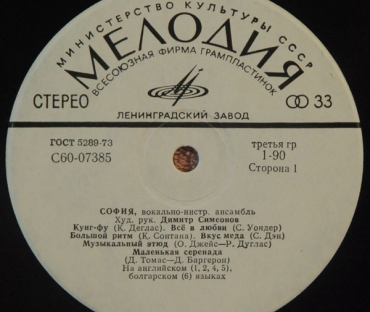 МИНИСТЕРСТВО КУЛЬТУРЫ СССР
МЕЛОДИЯ
ВСЕСОЮЗНАЯ ФИРМА ГРАМПЛАСТИНОК
СТЕРЕО
33
ЛЕНИНГРАДСКИЙ ЗАВОД
ГОСТ 5289-73
С60-07385
третья гр
1-90
Сторона 1
СОФИЯ, вокально-инстр. ансамбль
Худ. рук. Димитр Симеонов
Кунг-фу (К. Деглас). Всё в любви (С. Уондер)
Большой ритм (К. Сонтана). Вкус меда (С. Дэн)
Музыкальный этюд (О. Джейс—Р. Дуглас)
Маленькая серенада
(Д. Томас—Д. Баргерон)
На английском (1, 2, 4, 5),
болгарском (6) языках